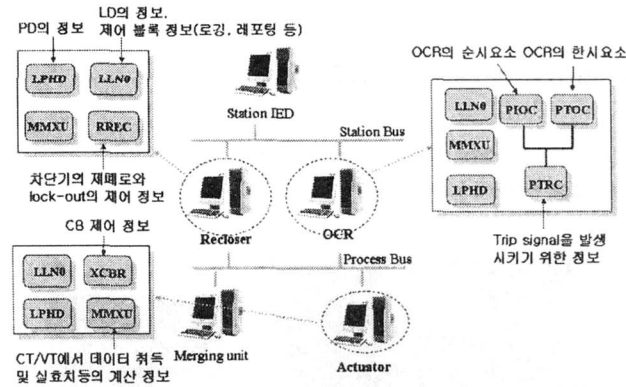 LD의 정보,
제어 블록 정보(로깅, 레포팅 등)
PD의 정보
LPHD
LLN0
MMXU
RREC
차단기의 재폐로와
lock-out의 제어 정보
Station IED
Station Bus
OCR의 순시요소 OCR의 한시요소
LLN0
PIOC
PTOC
MMXU
LPHD
PTRC
Trip signal을 발생
시키기 위한 정보
Recloser
OCR
Process Bus
CB 제어 정보
LLN0
XCBR
LPHD
MMXU
CT/VT에서 데이터 취득
및 실효치등의 계산 정보
Merging unit
Actuator